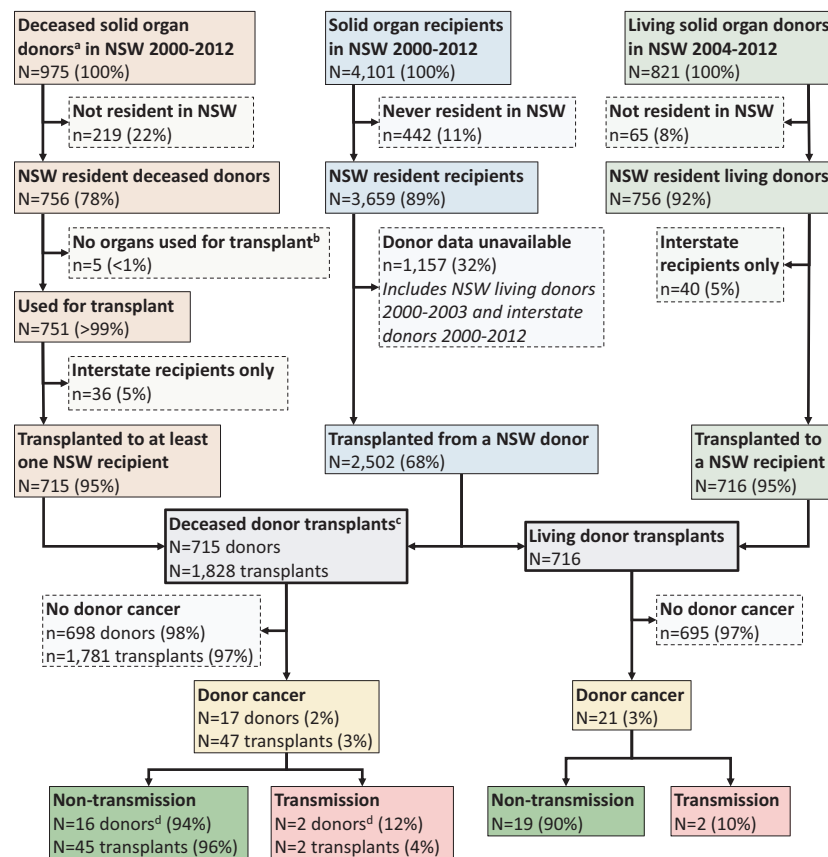 Deceased solid organ
donorsᵃ in NSW 2000-2012
N=975 (100%)
Solid organ recipients
in NSW 2000-2012
N=4,101 (100%)
Living solid organ donors
in NSW 2004-2012
N=821 (100%)
Not resident in NSW
n=219 (22%)
Never resident in NSW
n=442 (11%)
Not resident in NSW
n=65 (8%)
NSW resident deceased donors
N=756 (78%)
NSW resident recipients
N=3,659 (89%)
NSW resident living donors
N=756 (92%)
No organs used for transplantᵇ
n=5 (<1%)
Donor data unavailable
n=1,157 (32%)
Includes NSW living donors
2000-2003 and interstate
donors 2000-2012
Interstate
recipients only
n=40 (5%)
Used for transplant
N=751 (>99%)
Interstate recipients only
n=36 (5%)
Transplanted to at least
one NSW recipient
N=715 (95%)
Transplanted from a NSW donor
N=2,502 (68%)
Transplanted to
a NSW recipient
N=716 (95%)
Deceased donor transplantsᶜ
N=715 donors
N=1,828 transplants
Living donor transplants
N=716
No donor cancer
n=698 donors (98%)
n=1,781 transplants (97%)
No donor cancer
n=695 (97%)
Donor cancer
N=17 donors (2%)
N=47 transplants (3%)
Donor cancer
N=21 (3%)
Non-transmission
N=16 donorsᵈ (94%)
N=45 transplants (96%)
Transmission
N=2 donorsᵈ (12%)
N=2 transplants (4%)
Non-transmission
N=19 (90%)
Transmission
N=2 (10%)